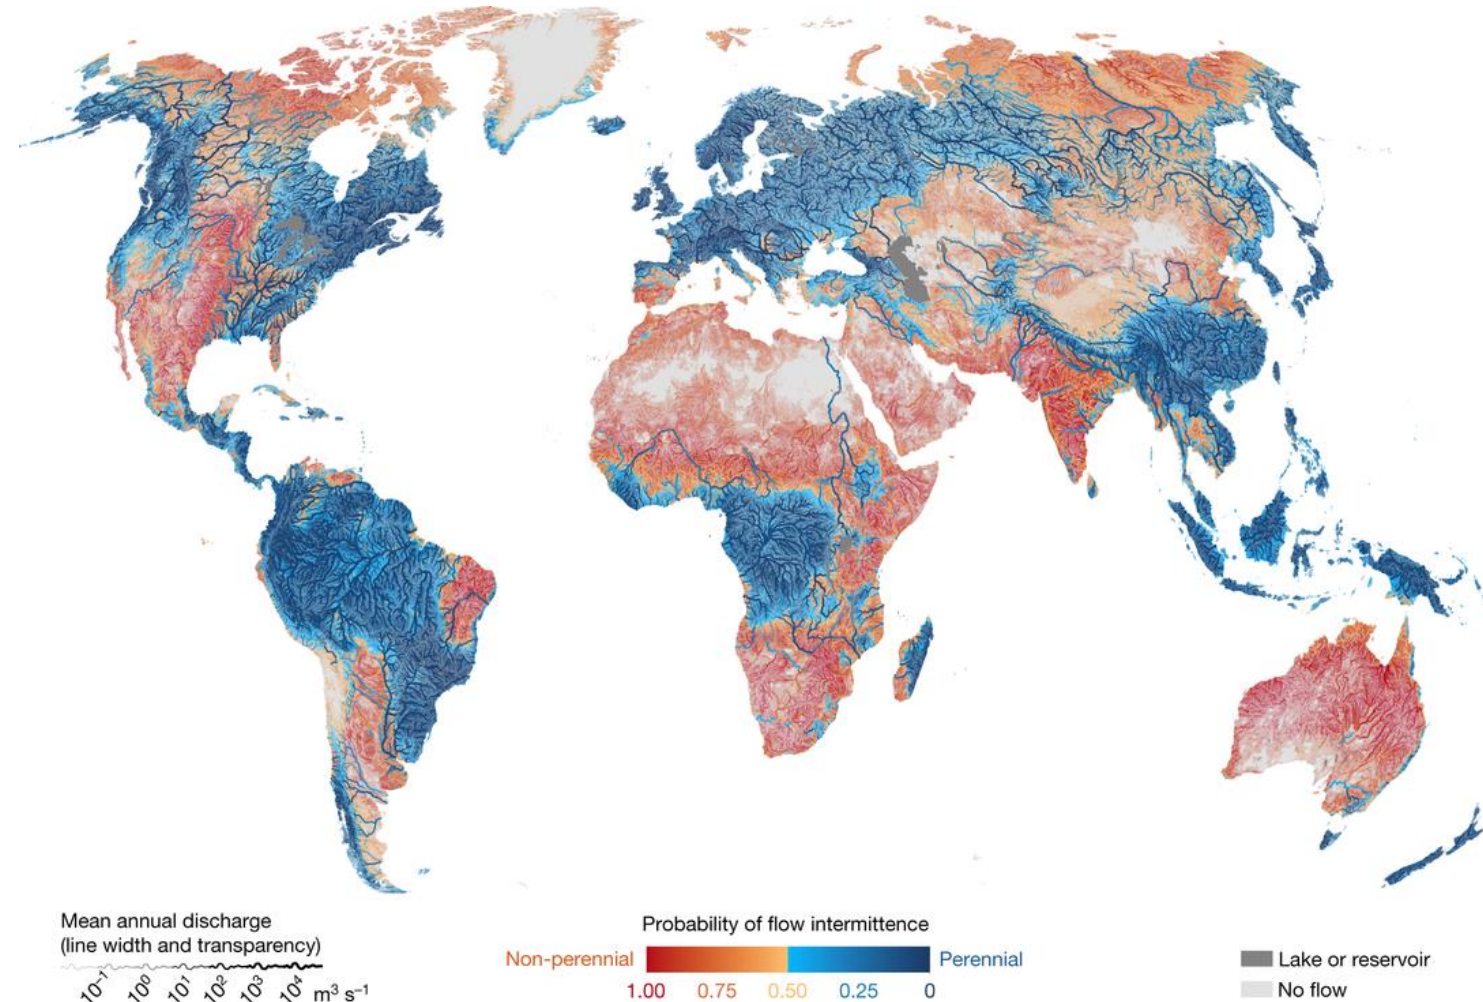 Mean annual discharge
(line width and transparency)
10⁻¹ 10⁰ 10¹ 10² 10³ 10⁴ m³ s⁻¹
Probability of flow intermittence
Non-perennial Perennial
1.00 0.75 0.50 0.25 0
Lake or reservoir
No flow